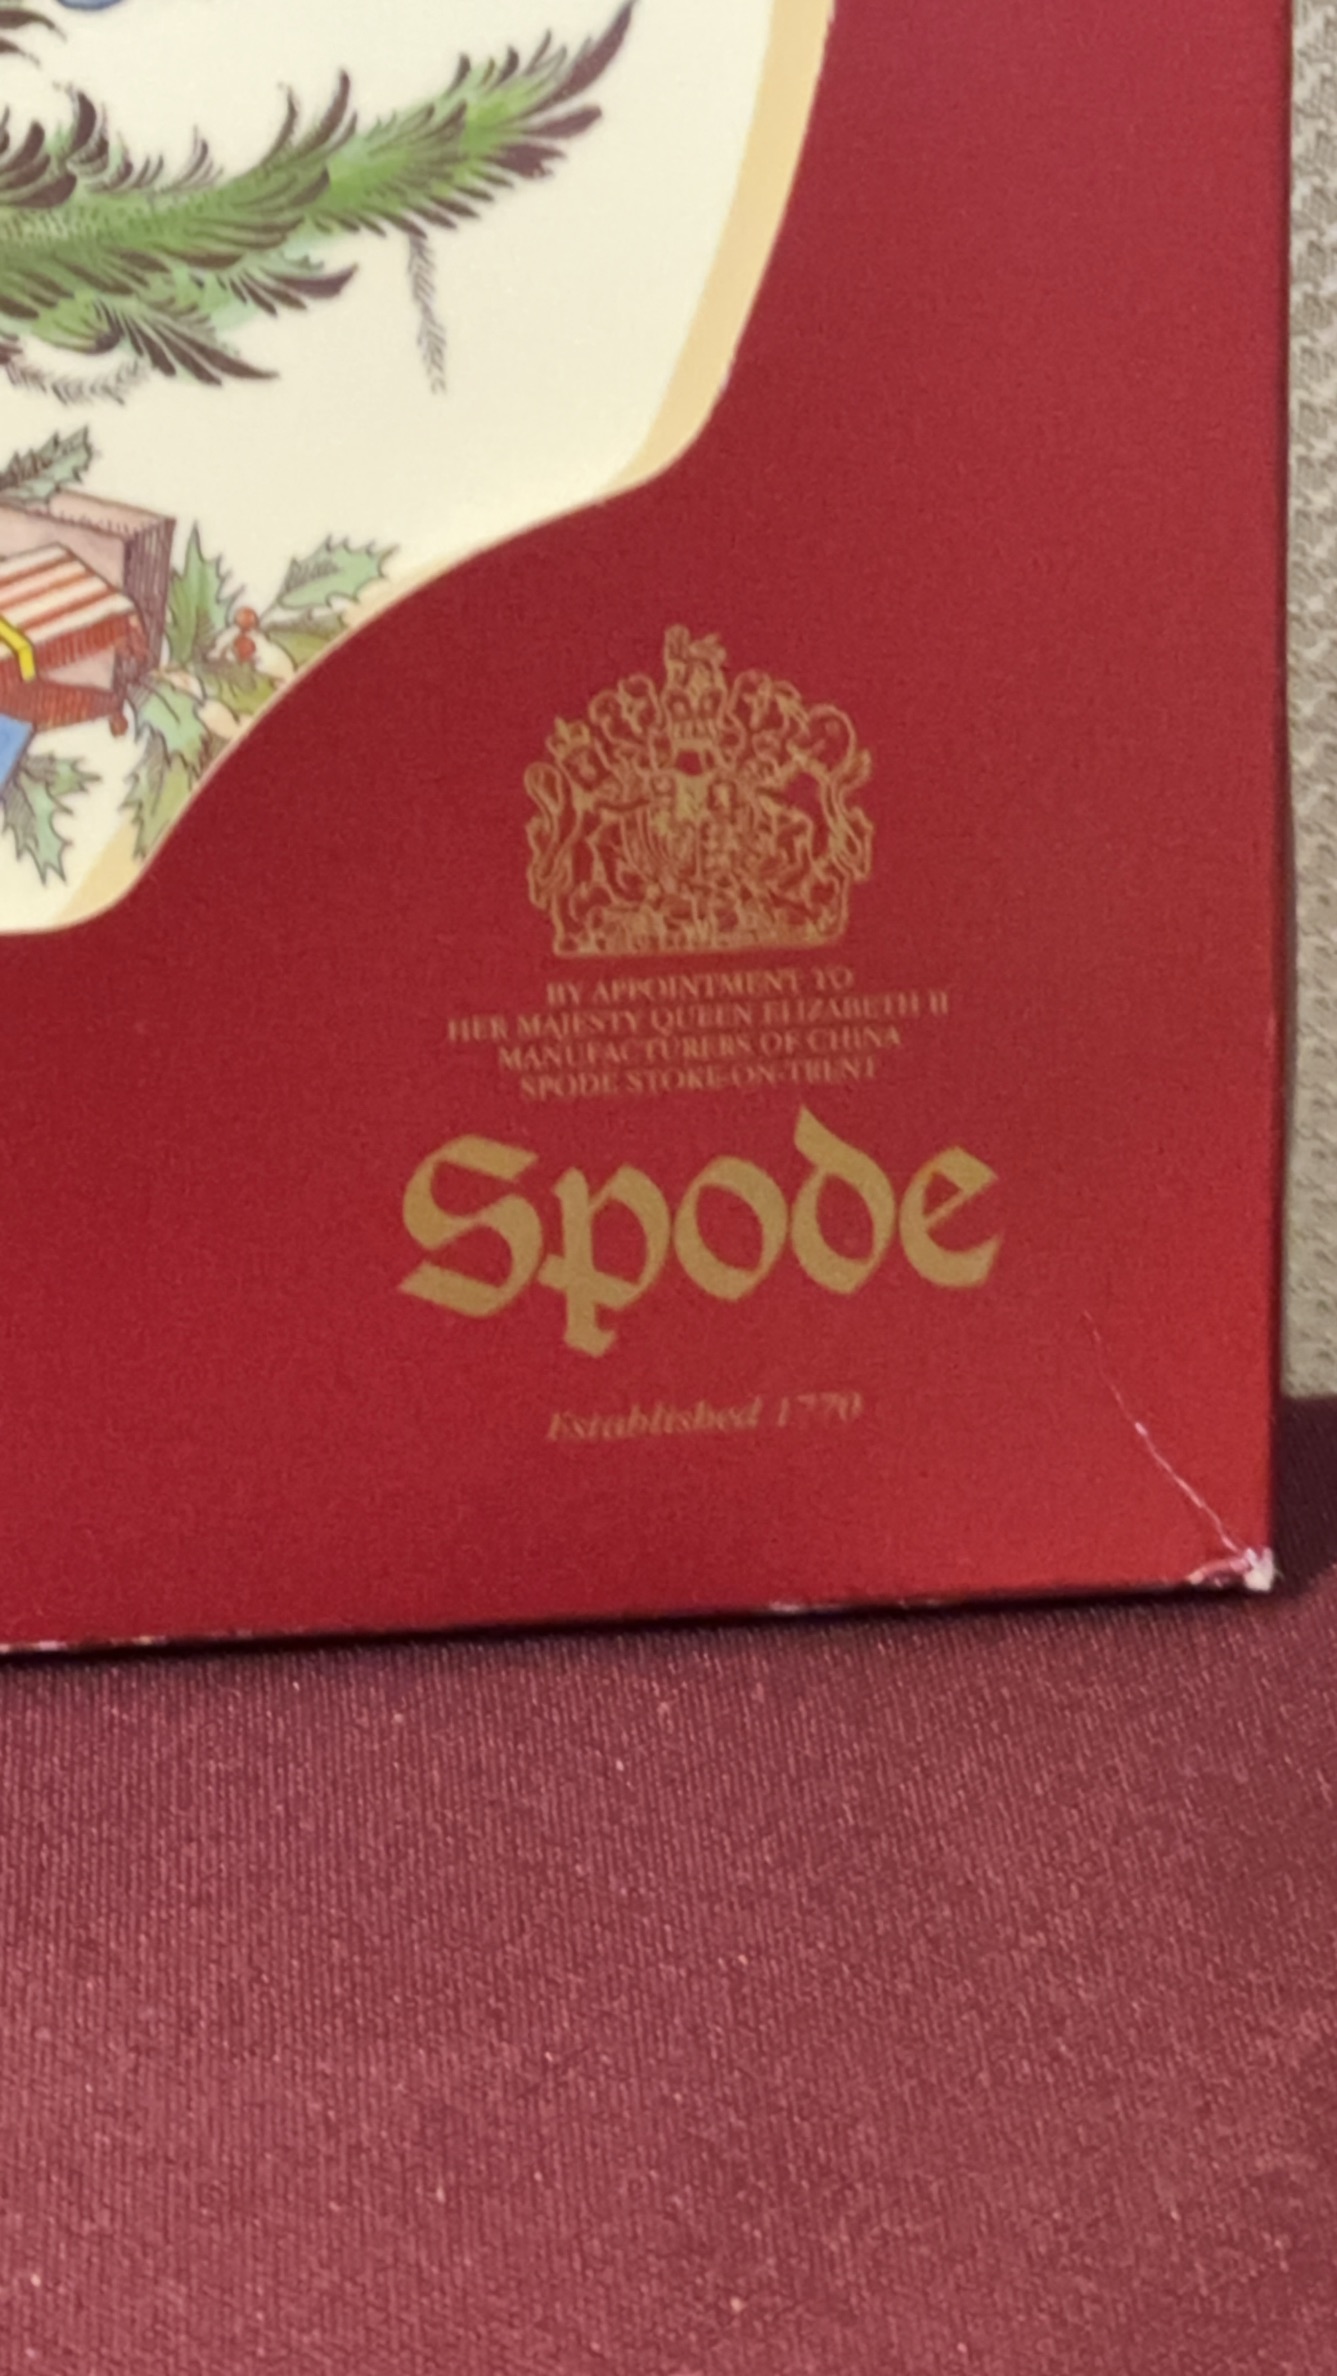 BY APPOINTMENT TO
HER MAJESTY QUEEN ELIZABETH II
MANUFACTURERS OF CHINA
SPODE STOKE-ON-TRENT
Spode
Established 1770